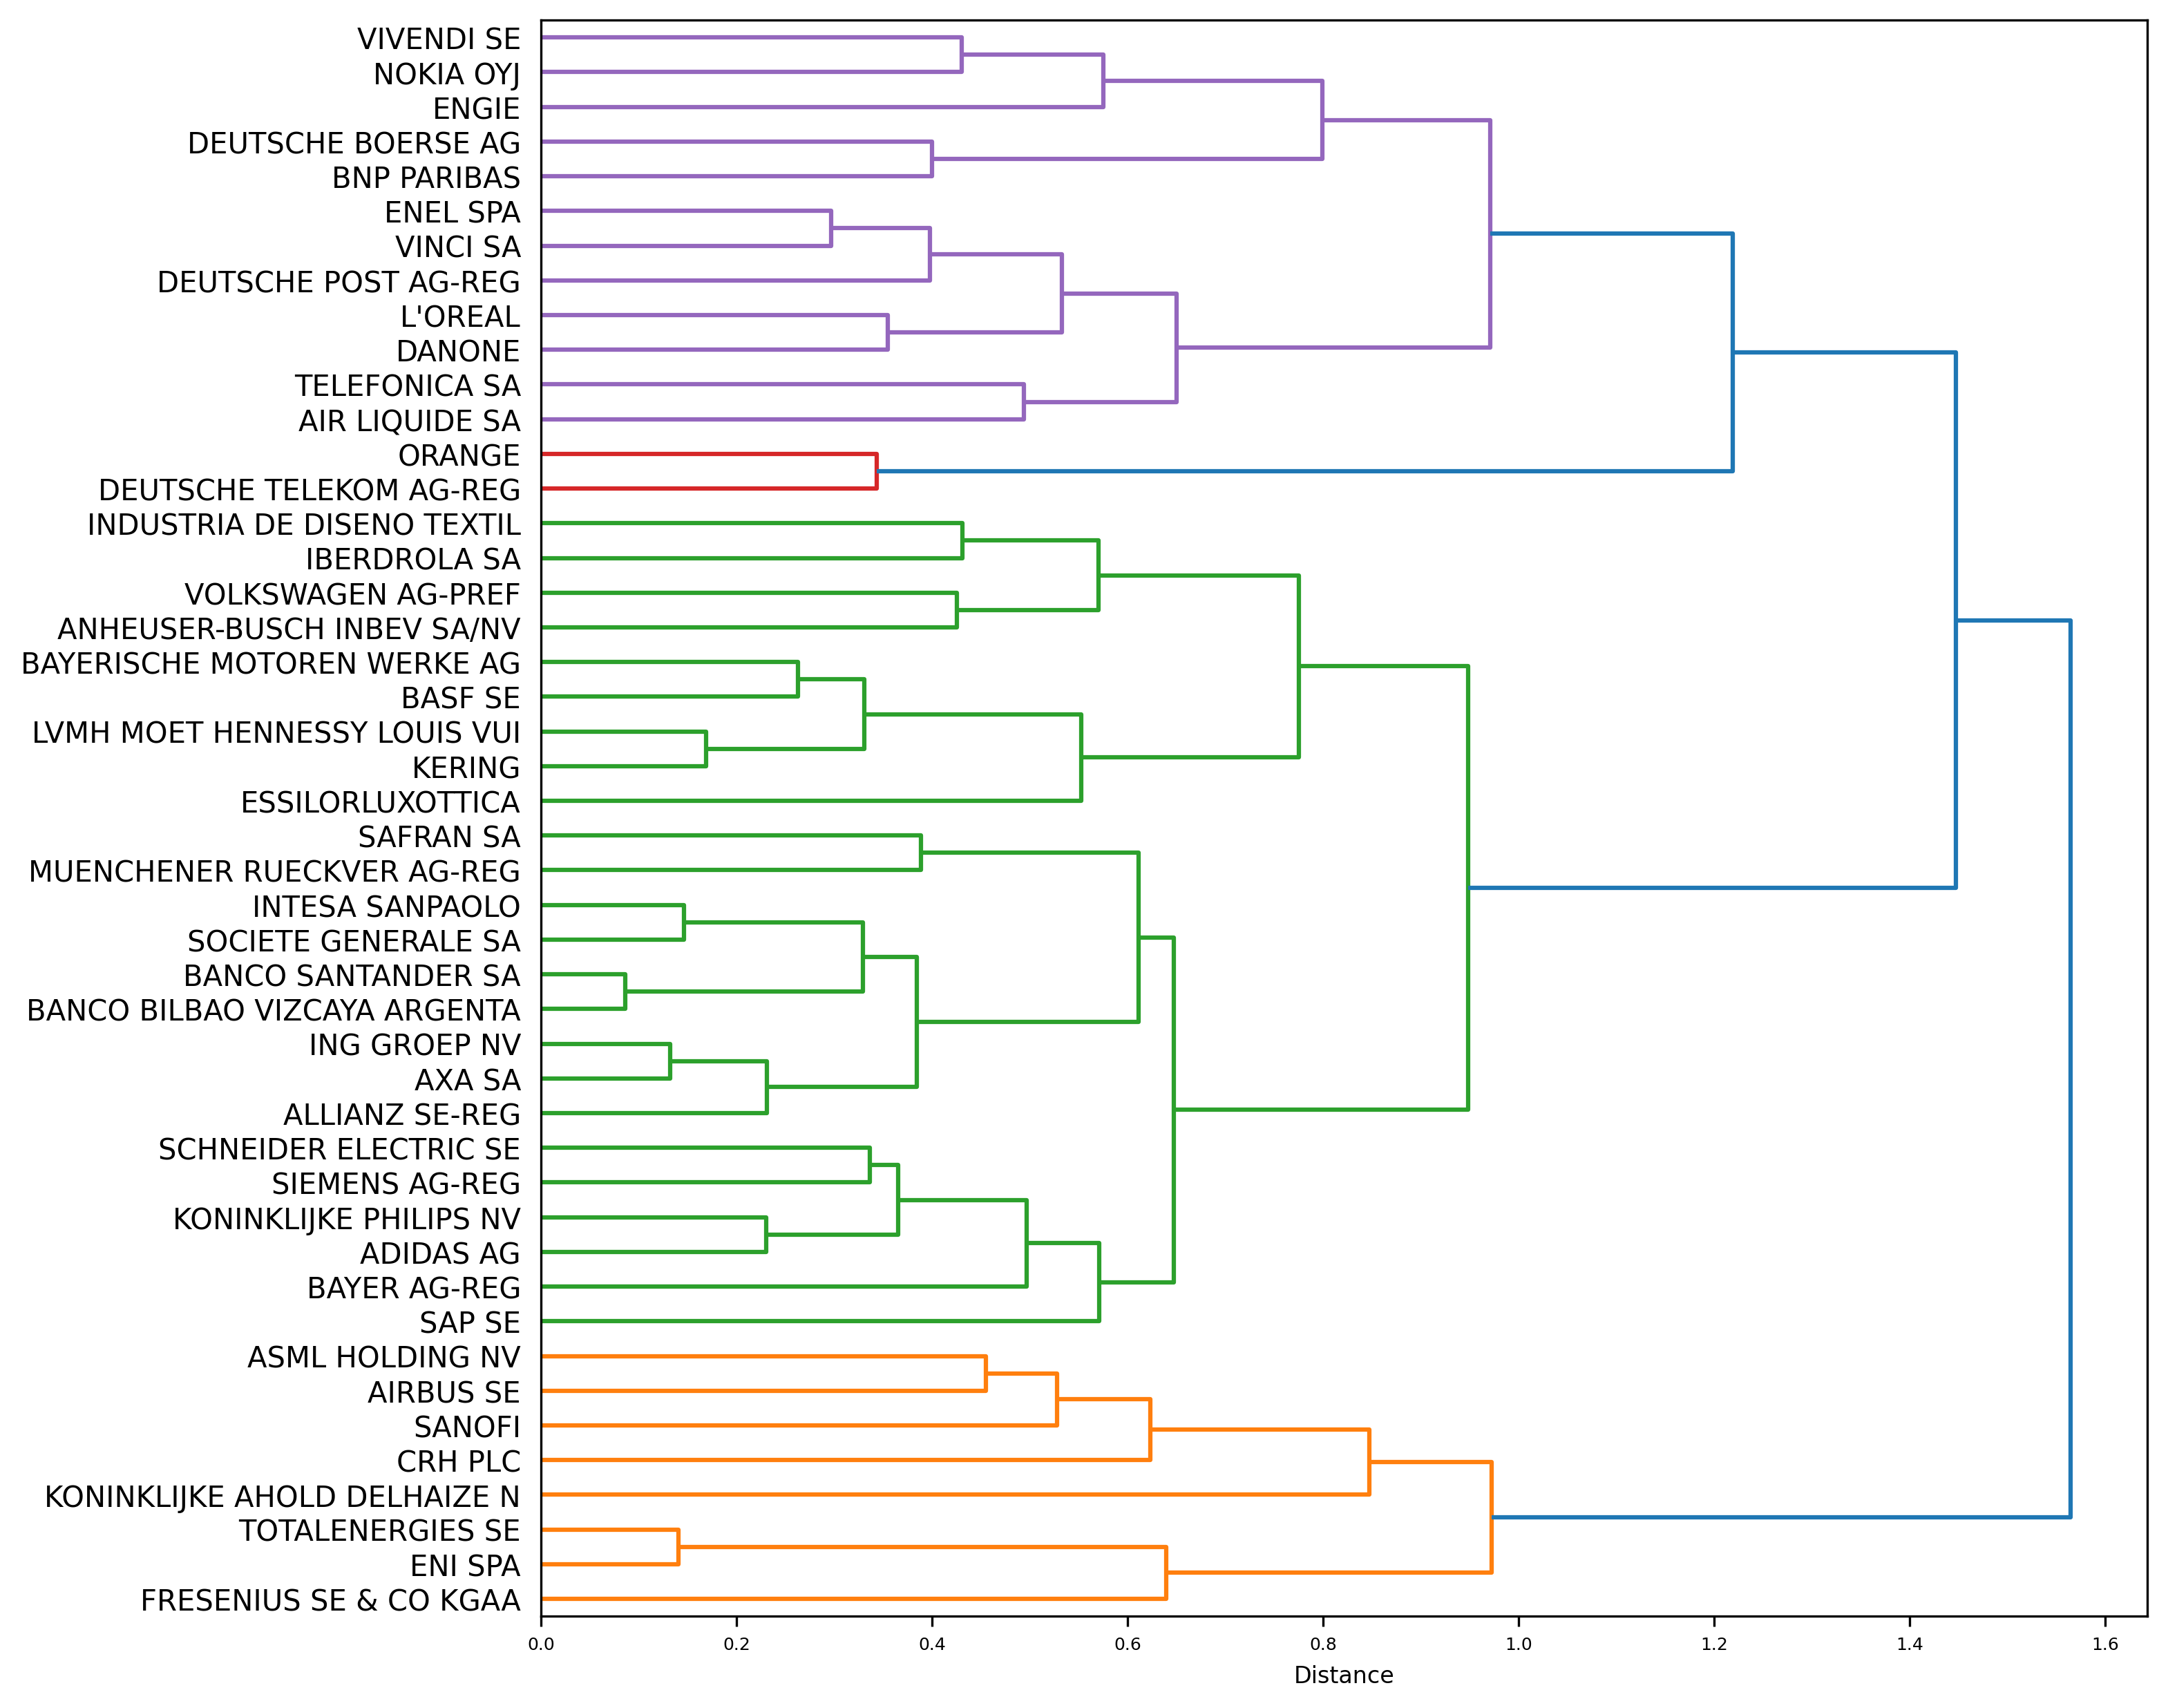 VIVENDI SE
NOKIA OYJ
ENGIE
DEUTSCHE BOERSE AG
BNP PARIBAS
ENEL SPA
VINCI SA
DEUTSCHE POST AG-REG
L'OREAL
DANONE
TELEFONICA SA
AIR LIQUIDE SA
ORANGE
DEUTSCHE TELEKOM AG-REG
INDUSTRIA DE DISENO TEXTIL
IBERDROLA SA
VOLKSWAGEN AG-PREF
ANHEUSER-BUSCH INBEV SA/NV
BAYERISCHE MOTOREN WERKE AG
BASF SE
LVMH MOET HENNESSY LOUIS VUI
KERING
ESSILORLUXOTTICA
SAFRAN SA
MUENCHENER RUECKVER AG-REG
INTESA SANPAOLO
SOCIETE GENERALE SA
BANCO SANTANDER SA
BANCO BILBAO VIZCAYA ARGENTA
ING GROEP NV
AXA SA
ALLIANZ SE-REG
SCHNEIDER ELECTRIC SE
SIEMENS AG-REG
KONINKLIJKE PHILIPS NV
ADIDAS AG
BAYER AG-REG
SAP SE
ASML HOLDING NV
AIRBUS SE
SANOFI
CRH PLC
KONINKLIJKE AHOLD DELHAIZE N
TOTALENERGIES SE
ENI SPA
FRESENIUS SE & CO KGAA
0.0 0.2 0.4 0.6 0.8 1.0 1.2 1.4 1.6
Distance